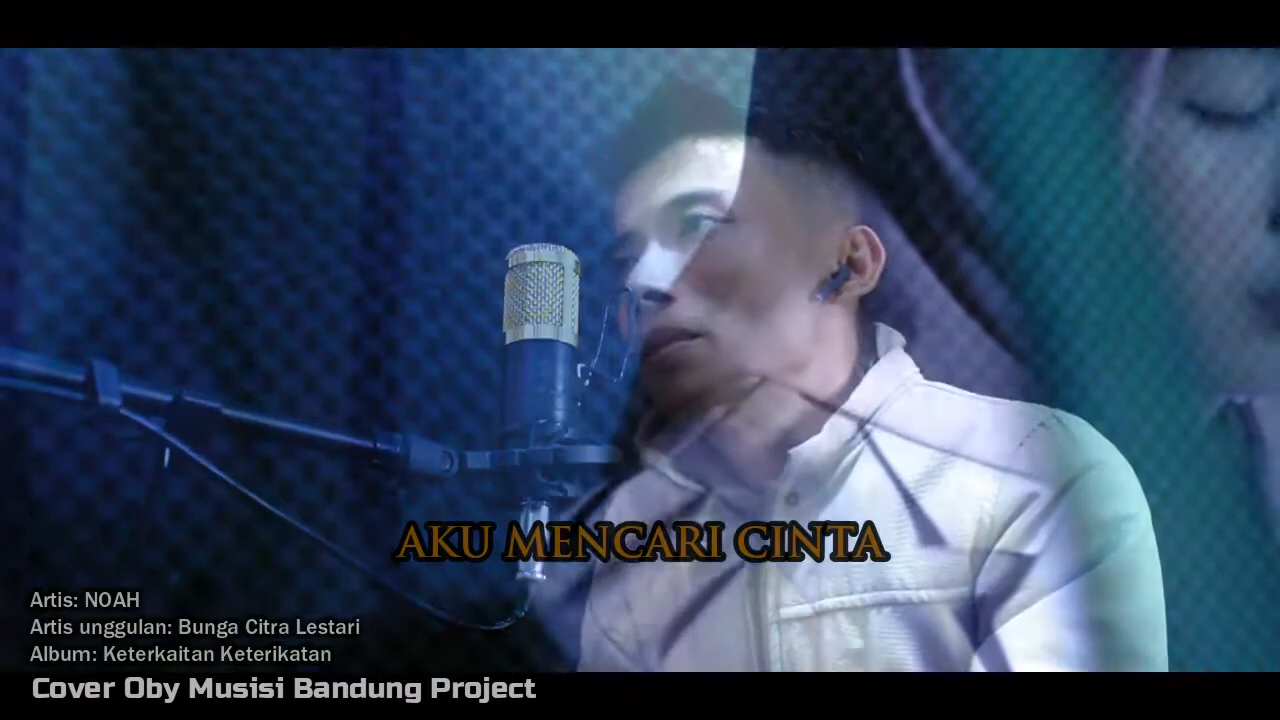 AKU MENCARI CINTA
Artis: NOAH
Artis unggulan: Bunga Citra Lestari
Album: Keterkaitan Keterikatan
Cover Oby Musisi Bandung Project